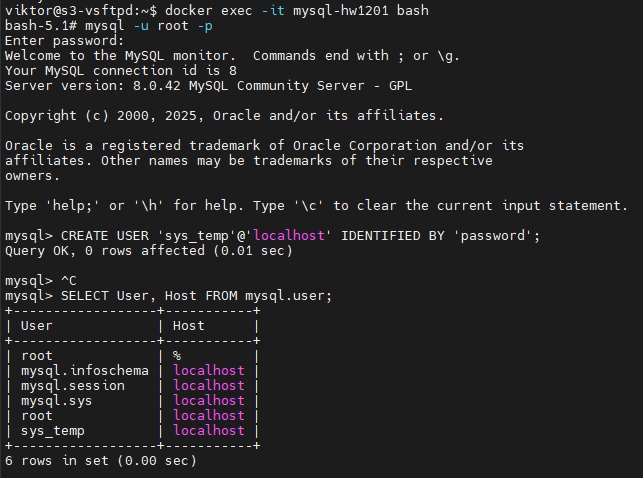 viktor@s3-vsftpd:~$ docker exec -it mysql-hw1201 bash
bash-5.1# mysql -u root -p
Enter password:
Welcome to the MySQL monitor.  Commands end with ; or \g.
Your MySQL connection id is 8
Server version: 8.0.42 MySQL Community Server - GPL

Copyright (c) 2000, 2025, Oracle and/or its affiliates.

Oracle is a registered trademark of Oracle Corporation and/or its
affiliates. Other names may be trademarks of their respective
owners.

Type 'help;' or '\h' for help. Type '\c' to clear the current input statement.

mysql> CREATE USER 'sys_temp'@'localhost' IDENTIFIED BY 'password';
Query OK, 0 rows affected (0.01 sec)

mysql> ^C
mysql> SELECT User, Host FROM mysql.user;
+------------------+-----------+
| User             | Host      |
+------------------+-----------+
| root             | %         |
| mysql.infoschema | localhost |
| mysql.session    | localhost |
| mysql.sys        | localhost |
| root             | localhost |
| sys_temp         | localhost |
+------------------+-----------+
6 rows in set (0.00 sec)